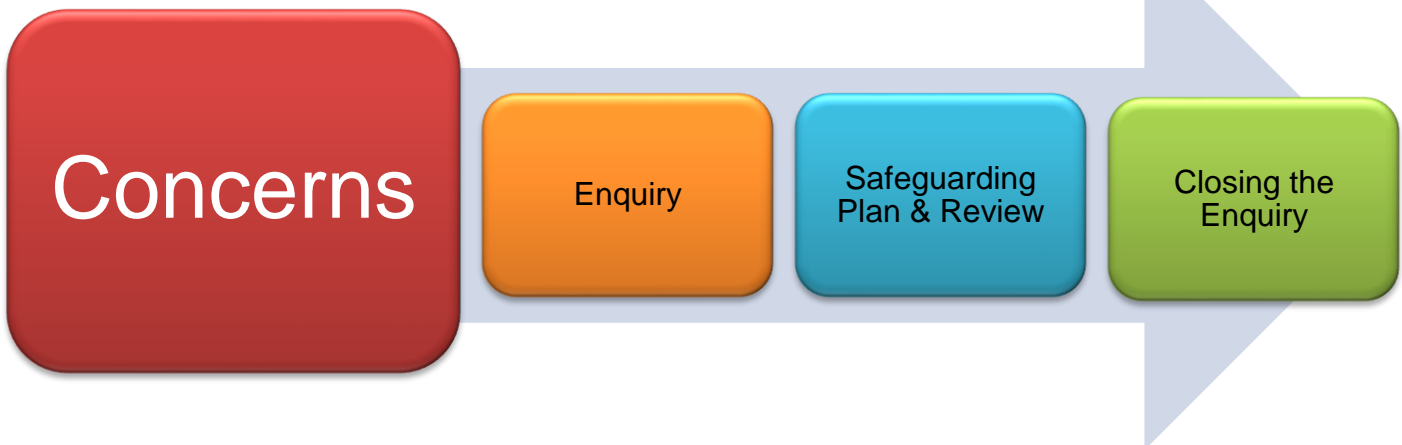 Concerns
Enquiry
Safeguarding
Plan & Review
Closing the
Enquiry